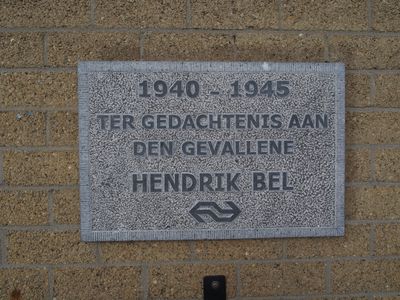 1940 - 1945
TER GEDACHTENIS AAN
DEN GEVALLENE
HENDRIK BEL